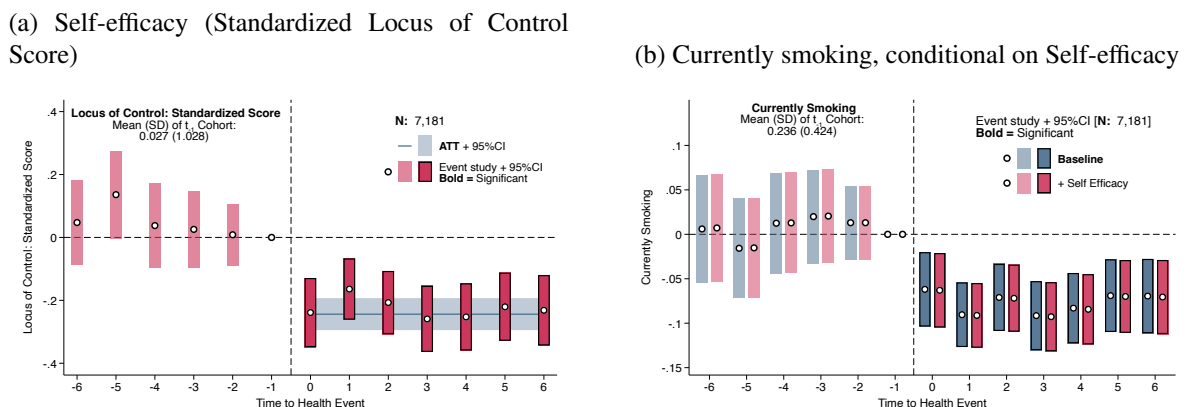 (a) Self-efficacy (Standardized Locus of Control
Score)
Locus of Control: Standardized Score
Mean (SD) of t-1 Cohort:
0.027 (1.028)
N: 7,181
ATT + 95%CI
Event study + 95%CI
Bold = Significant
Locus of Control: Standardized Score
.4
.2
0
-.2
-.4
-6 -5 -4 -3 -2 -1 0 1 2 3 4 5 6
Time to Health Event
(b) Currently smoking, conditional on Self-efficacy
Currently Smoking
Mean (SD) of t-1 Cohort:
0.236 (0.424)
Event study + 95%CI [N: 7,181]
Bold = Significant
Baseline
+ Self Efficacy
Currently Smoking
.1
.05
0
-.05
-.1
-.15
-6 -5 -4 -3 -2 -1 0 1 2 3 4 5 6
Time to Health Event